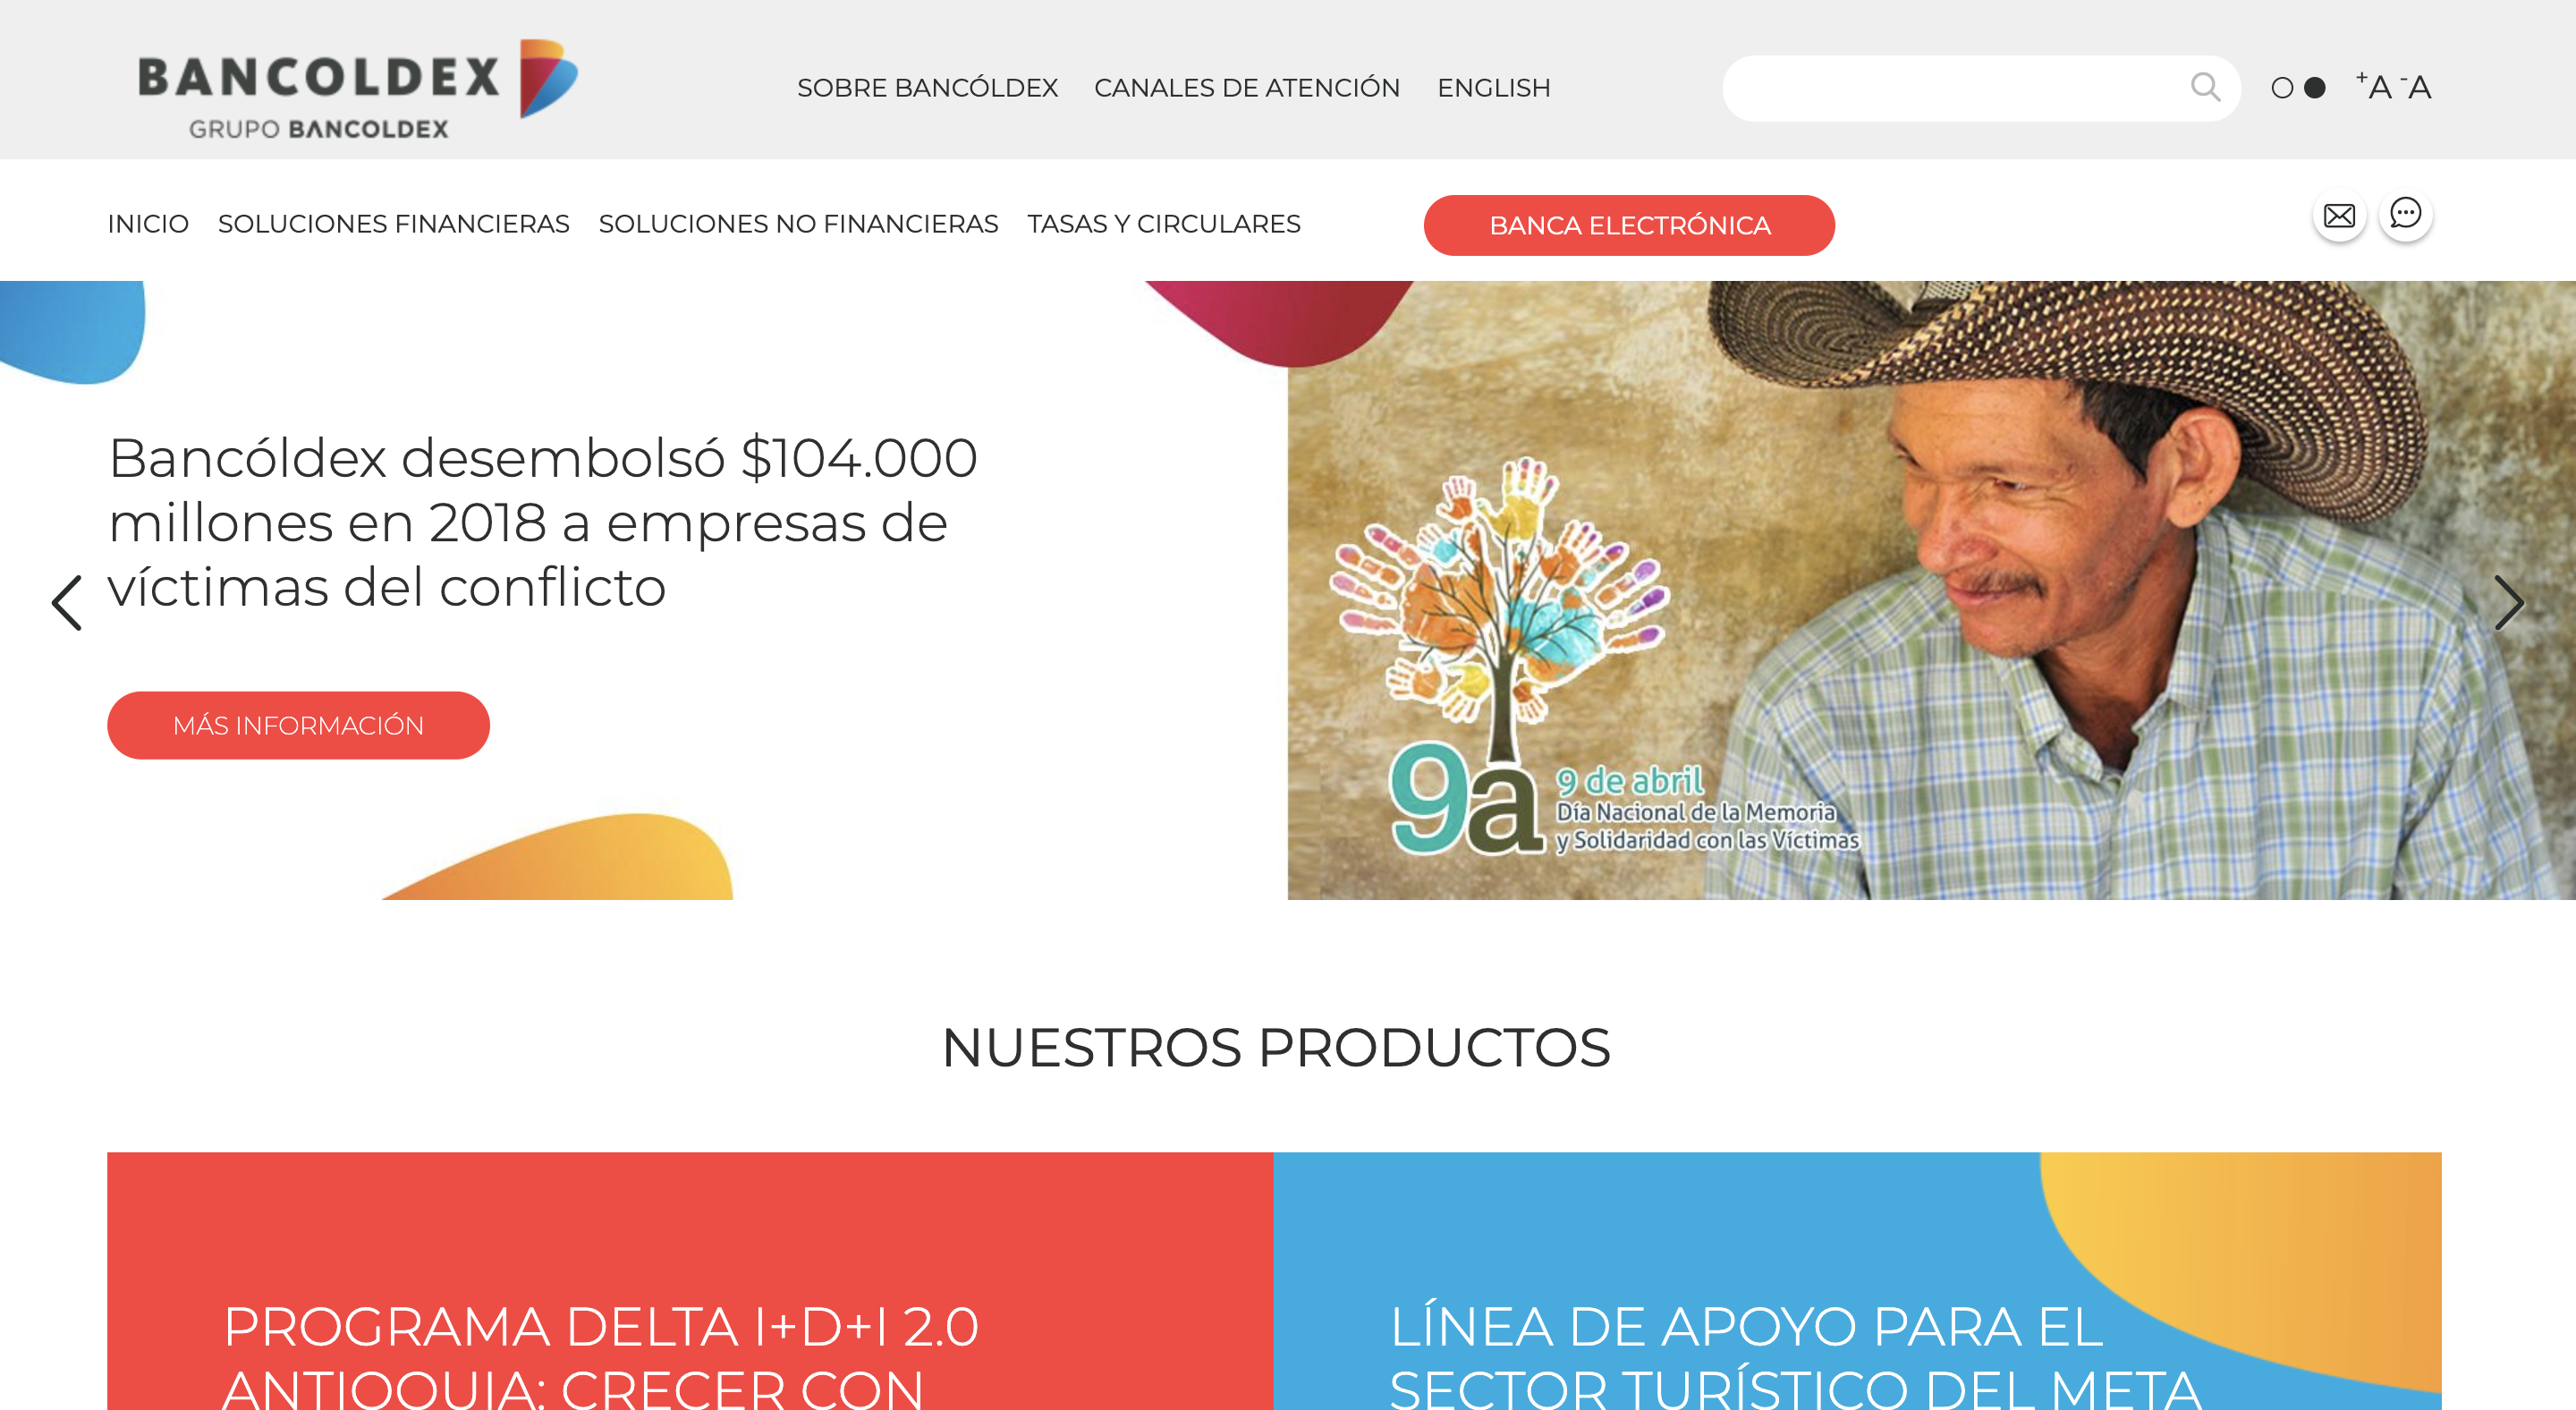 BANCOLDEX
GRUPO BANCOLDEX
SOBRE BANCÓLDEX
CANALES DE ATENCIÓN
ENGLISH
+A -A
INICIO
SOLUCIONES FINANCIERAS
SOLUCIONES NO FINANCIERAS
TASAS Y CIRCULARES
BANCA ELECTRÓNICA
Bancóldex desembolsó $104.000
millones en 2018 a empresas de
víctimas del conflicto
MÁS INFORMACIÓN
9a
9 de abril
Día Nacional de la Memoria
y Solidaridad con las Víctimas
NUESTROS PRODUCTOS
PROGRAMA DELTA I+D+I 2.0
ANTIOQUIA: CRECER CON
LÍNEA DE APOYO PARA EL
SECTOR TURÍSTICO DEL META